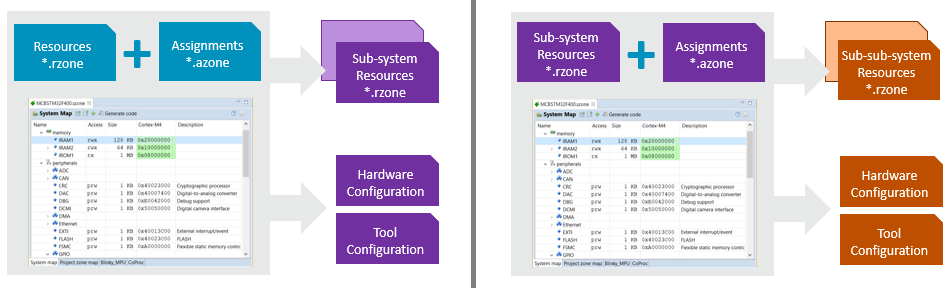 Resources
*.rzone
Assignments
*.azone
Sub-system
Resources
*.rzone
MCBSTM32F400.azone
System Map Generate code
Name Access Size Cortex-M4 Description
memory
IRAM1 rwx 128 KB 0x20000000
IRAM2 rwx 64 KB 0x10000000
IROM1 rx 1 MB 0x08000000
peripherals
ADC
CAN
CRC prw 1 KB 0x40023000 Cryptographic processor
DAC prw 1 KB 0x40007400 Digital-to-analog converter
DBG prw 1 KB 0xE0042000 Debug support
DCMI prw 1 KB 0x50050000 Digital camera interface
DMA
Ethernet
EXTI prw 1 KB 0x40013C00 External interrupt/event
FLASH prw 1 KB 0x40023C00 FLASH
FSMC prw 1 KB 0xA0000000 Flexible static memory contro
GPIO
System map Project zone map Blinky_MPU CoProc
Hardware
Configuration
Tool
Configuration
Sub-system
Resources
*.rzone
Assignments
*.azone
Sub-sub-system
Resources
*.rzone
MCBSTM32F400.azone
System Map Generate code
Name Access Size Cortex-M4 Description
memory
IRAM1 rwx 128 KB 0x20000000
IRAM2 rwx 64 KB 0x10000000
IROM1 rx 1 MB 0x08000000
peripherals
ADC
CAN
CRC prw 1 KB 0x40023000 Cryptographic processor
DAC prw 1 KB 0x40007400 Digital-to-analog converter
DBG prw 1 KB 0xE0042000 Debug support
DCMI prw 1 KB 0x50050000 Digital camera interface
DMA
Ethernet
EXTI prw 1 KB 0x40013C00 External interrupt/event
FLASH prw 1 KB 0x40023C00 FLASH
FSMC prw 1 KB 0xA0000000 Flexible static memory contro
GPIO
System map Project zone map Blinky_MPU CoProc
Hardware
Configuration
Tool
Configuration